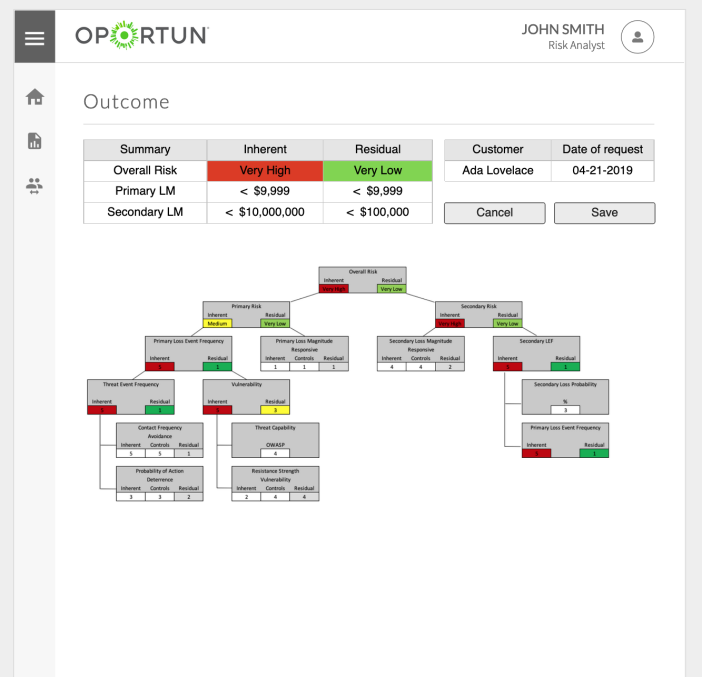 OPORTUN
JOHN SMITH
Risk Analyst
Outcome
Summary Inherent Residual
Overall Risk Very High Very Low
Primary LM < $9,999 < $9,999
Secondary LM < $10,000,000 < $100,000
Customer Date of request
Ada Lovelace 04-21-2019
Cancel Save
Overall Risk
Inherent Residual
Very High Very Low
Primary Risk
Inherent Residual
Medium Very Low
Secondary Risk
Inherent Residual
Very High Very Low
Primary Loss Event Frequency
Inherent Residual
5 1
Primary Loss Magnitude
Responsive
Inherent Controls Residual
1 1 1
Secondary Loss Magnitude
Responsive
Inherent Controls Residual
4 4 2
Secondary LEF
Inherent Residual
1
Threat Event Frequency
Inherent Residual
1
Vulnerability
Inherent Residual
3
Secondary Loss Probability
%
3
Contact Frequency
Avoidance
Inherent Controls Residual
5 5 1
Threat Capability
OWASP
4
Primary Loss Event Frequency
Inherent Residual
1
Probability of Action
Deterrence
Inherent Controls Residual
3 3 2
Resistance Strength
Vulnerability
Inherent Controls Residual
2 4 4